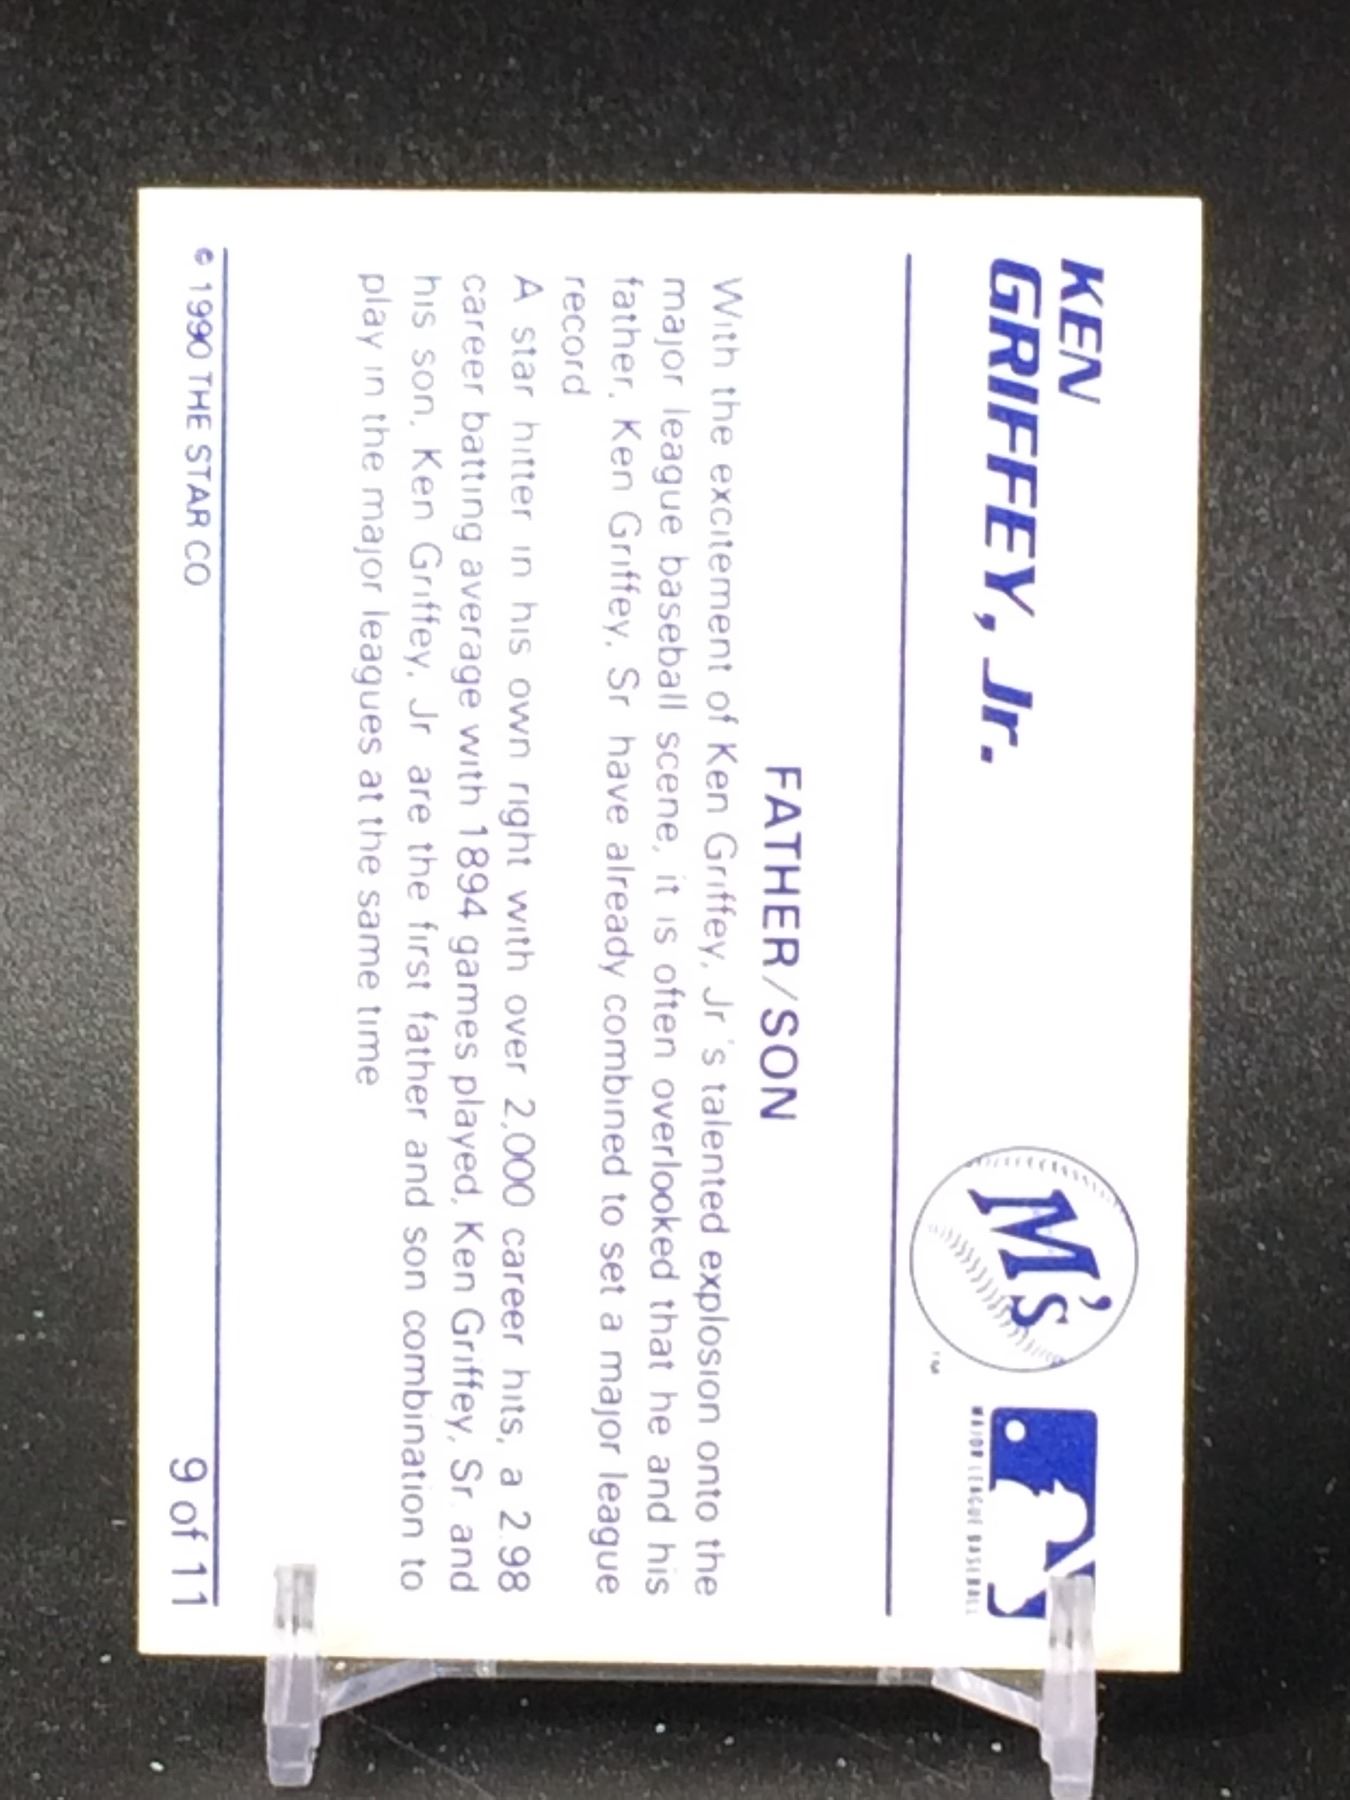 KEN
GRIFFEY, Jr.
M's
TM
MAJOR LEAGUE BASEBALL
FATHER/SON
With the excitement of Ken Griffey, Jr's talented explosion onto the
major league baseball scene, it is often overlooked that he and his
father, Ken Griffey, Sr have already combined to set a major league
record
A star hitter in his own right with over 2,000 career hits, a 2.98
career batting average with 1894 games played, Ken Griffey, Sr. and
his son, Ken Griffey, Jr are the first father and son combination to
play in the major leagues at the same time
© 1990 THE STAR CO
9 of 11